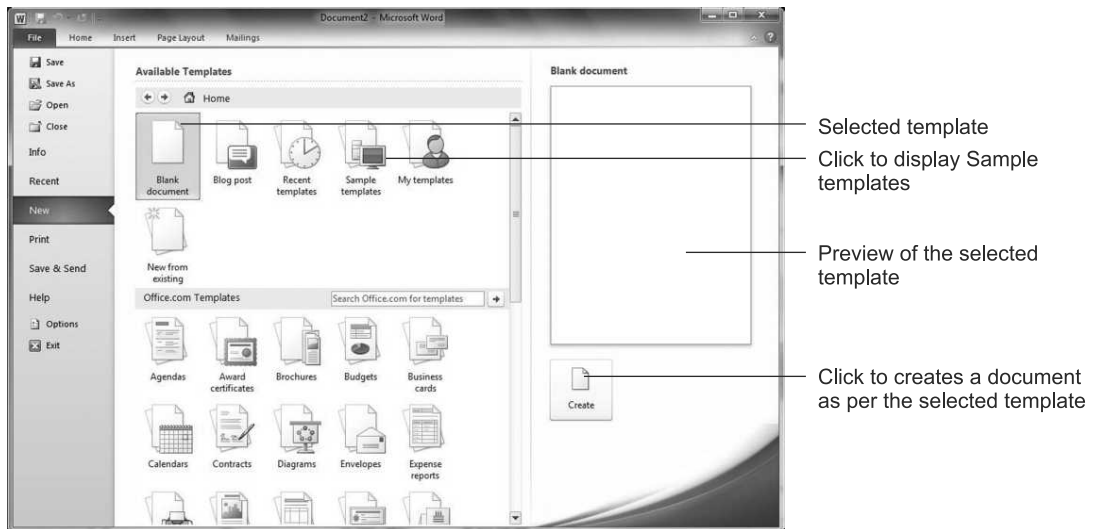 Document2 - Microsoft Word
File Home Insert Page Layout Mailings
Save
Save As
Open
Close
Info
Recent
New
Print
Save & Send
Help
Options
Exit
Available Templates
Home
Blank document
Blog post
Recent templates
Sample templates
My templates
New from existing
Office.com Templates
Search Office.com for templates
Agendas
Award certificates
Brochures
Budgets
Business cards
Calendars
Contracts
Diagrams
Envelopes
Expense reports
Blank document
Create
Selected template
Click to display Sample
templates
Preview of the selected
template
Click to creates a document
as per the selected template